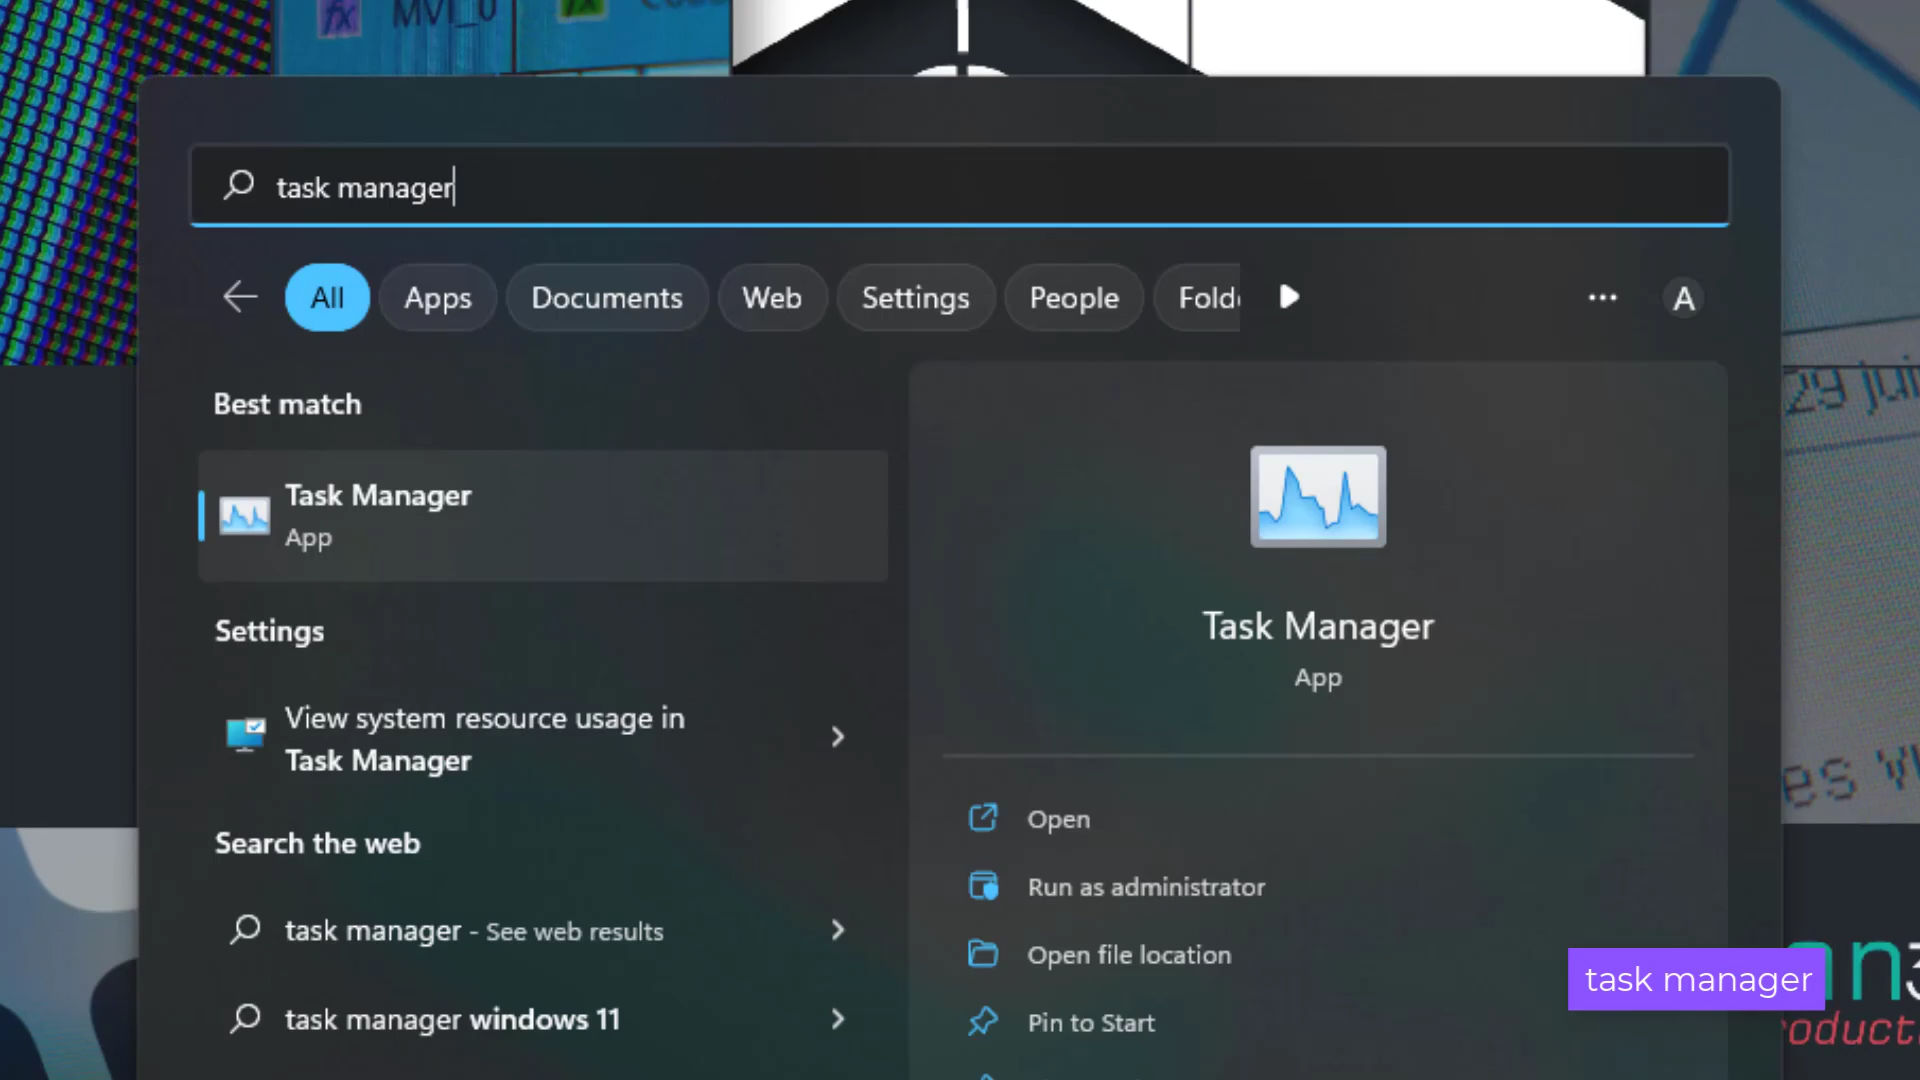 MVI_0
task manager
All
Apps
Documents
Web
Settings
People
A
Best match
Task Manager
App
Task Manager
App
Settings
View system resource usage in
Task Manager
Search the web
task manager - See web results
task manager windows 11
Open
Run as administrator
Open file location
Pin to Start
task manager